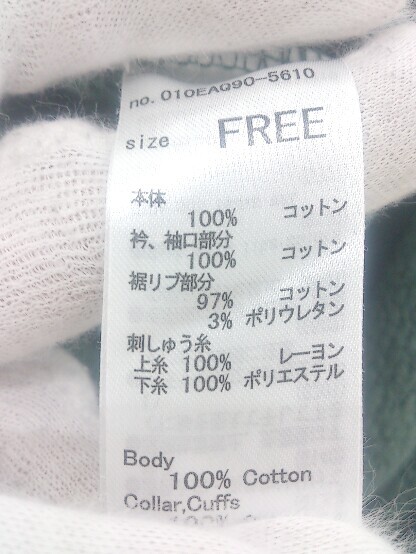 no. 010EAQ90-5610
size FREE
本体
100% コットン
衿、袖口部分
100% コットン
裾リブ部分
97% コットン
3% ポリウレタン
刺しゅう糸
上糸 100% レーヨン
下糸 100% ポリエステル
Body
100% Cotton
Collar,Cuffs
100%